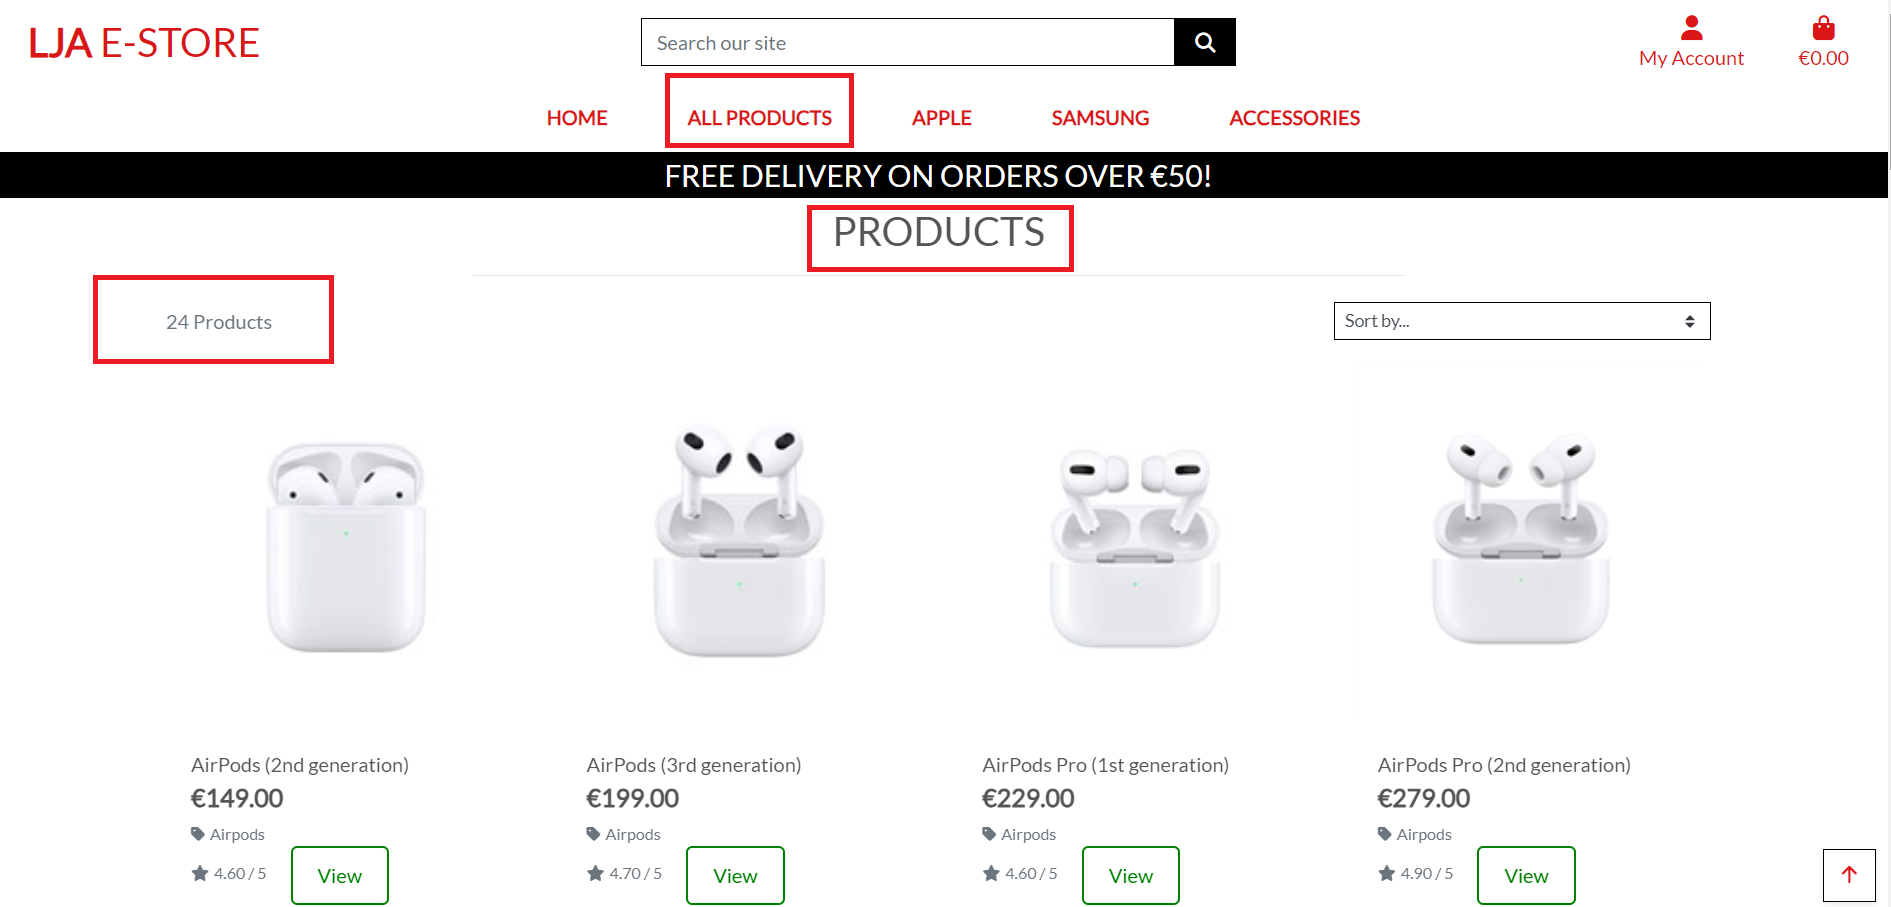 LJA E-STORE
Search our site
My Account
€0.00
HOME
ALL PRODUCTS
APPLE
SAMSUNG
ACCESSORIES
FREE DELIVERY ON ORDERS OVER €50!
PRODUCTS
24 Products
Sort by...
AirPods (2nd generation)
€149.00
Airpods
4.60 / 5
View
AirPods (3rd generation)
€199.00
Airpods
4.70 / 5
View
AirPods Pro (1st generation)
€229.00
Airpods
4.60 / 5
View
AirPods Pro (2nd generation)
€279.00
Airpods
4.90 / 5
View